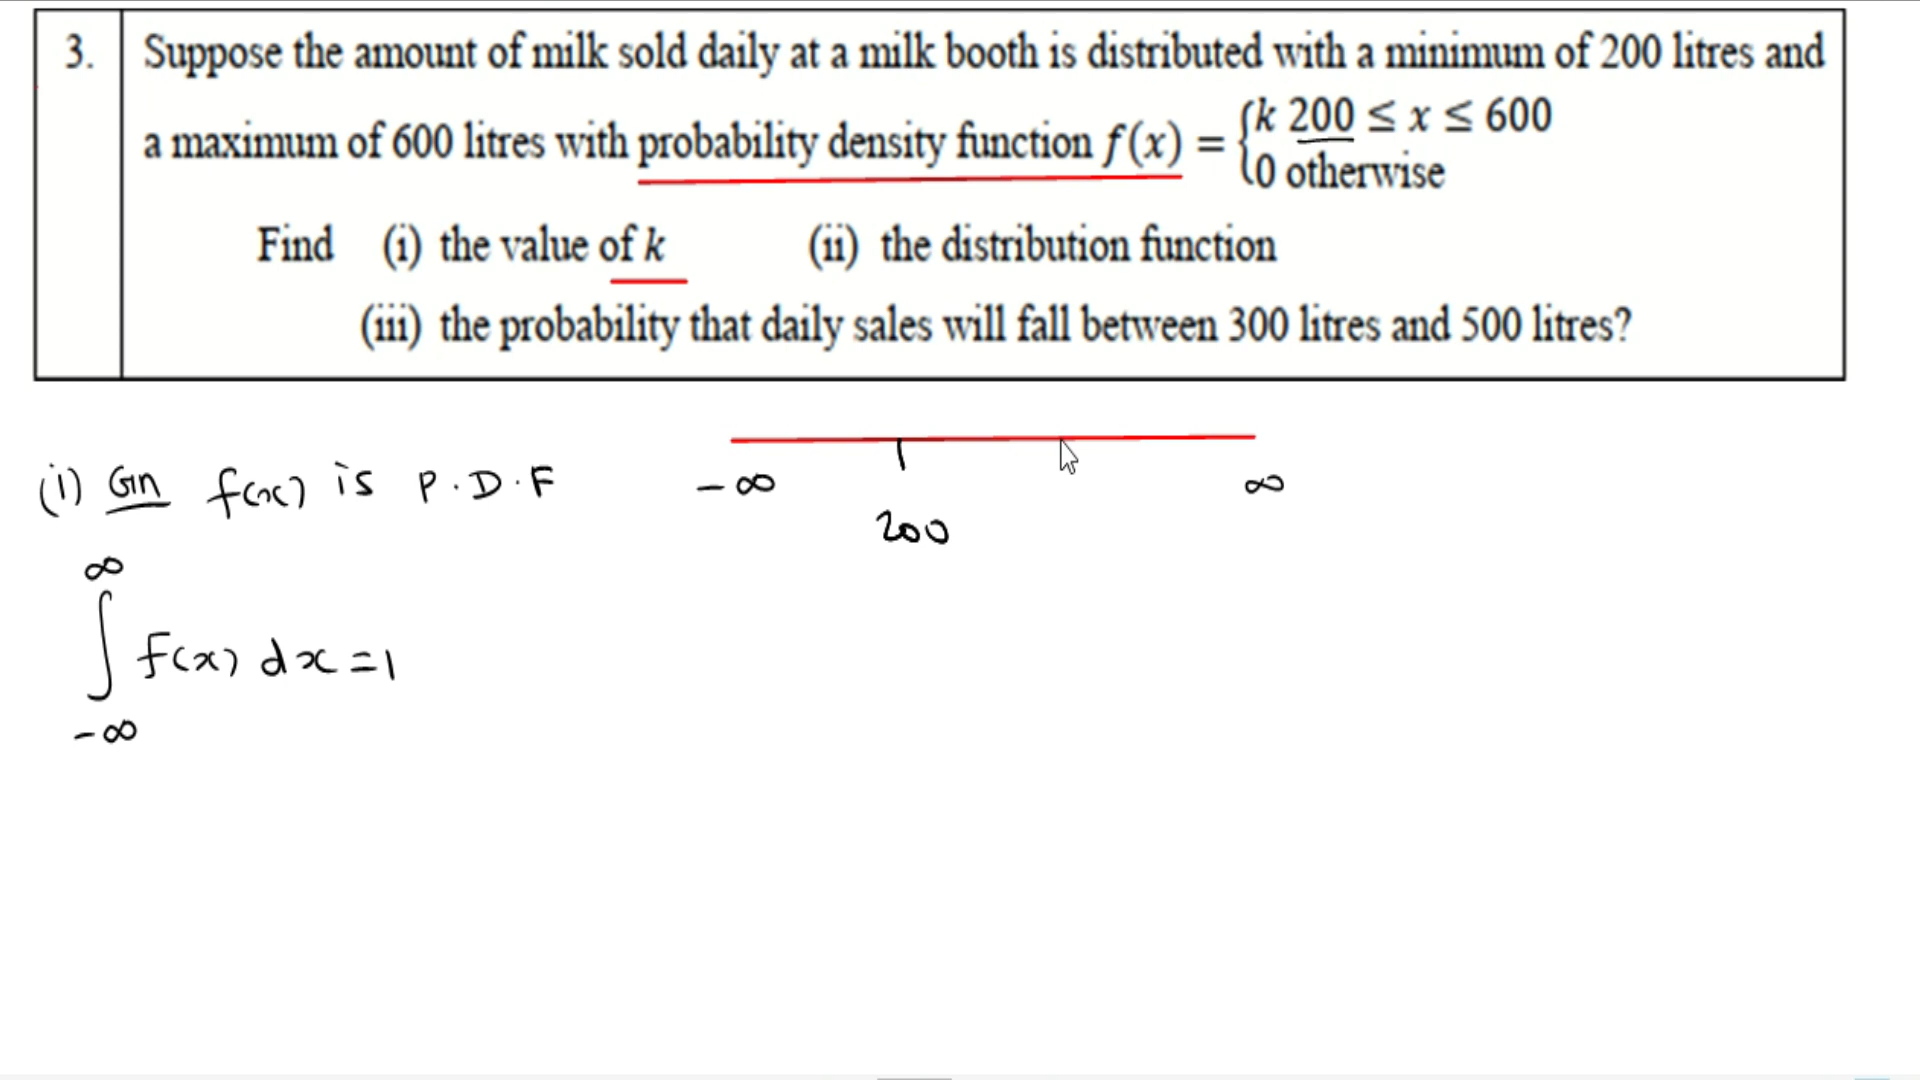 3. Suppose the amount of milk sold daily at a milk booth is distributed with a minimum of 200 litres and
a maximum of 600 litres with probability density function f(x) = {k 200 ≤ x ≤ 600
0 otherwise
Find (i) the value of k (ii) the distribution function
(iii) the probability that daily sales will fall between 300 litres and 500 litres?
(i) Gn f(x) is P.D.F
-∞ 200 ∞
∞
∫ f(x) dx = 1
-∞